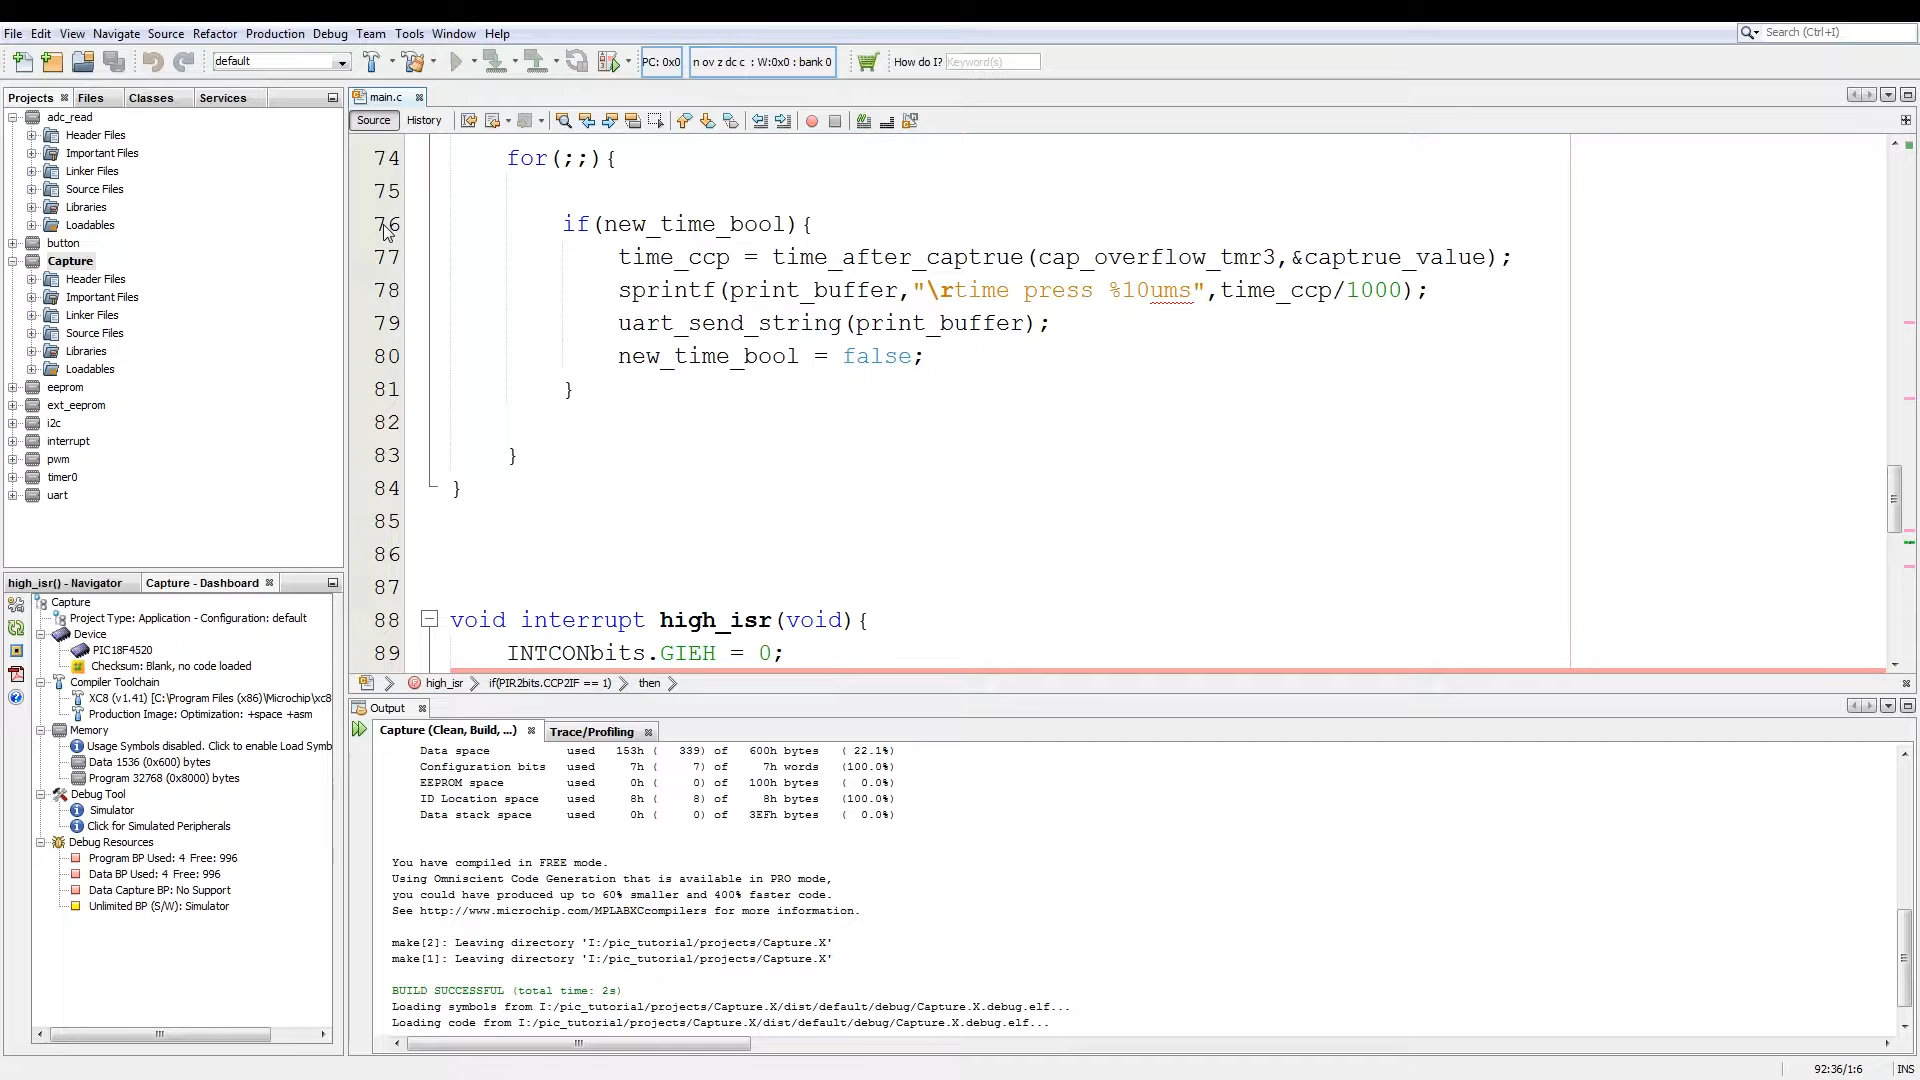 File Edit View Navigate Source Refactor Production Debug Team Tools Window Help
Search (Ctrl+I)
default
PC: 0x0
n ov z dc c : W:0x0 : bank 0
How do I?
Keyword(s)
Projects Files Classes Services
adc_read
Header Files
Important Files
Linker Files
Source Files
Libraries
Loadables
button
Capture
Header Files
Important Files
Linker Files
Source Files
Libraries
Loadables
eeprom
ext_eeprom
i2c
interrupt
pwm
timer0
uart
high_isr() - Navigator
Capture - Dashboard
Capture
Project Type: Application - Configuration: default
Device
PIC18F4520
Checksum: Blank, no code loaded
Compiler Toolchain
XC8 (v1.41) [C:\Program Files (x86)\Microchip\xc8
Production Image: Optimization: +space +asm
Memory
Usage Symbols disabled. Click to enable Load Symb
Data 1536 (0x600) bytes
Program 32768 (0x8000) bytes
Debug Tool
Simulator
Click for Simulated Peripherals
Debug Resources
Program BP Used: 4 Free: 996
Data BP Used: 4 Free: 996
Data Capture BP: No Support
Unlimited BP (S/W): Simulator
main.c
Source History
74 for(;;){
75
76 if(new_time_bool){
77 time_ccp = time_after_captrue(cap_overflow_tmr3,&captrue_value);
78 sprintf(print_buffer,"\rtime press %10ums",time_ccp/1000);
79 uart_send_string(print_buffer);
80 new_time_bool = false;
81 }
82
83 }
84 }
85
86
87
88 void interrupt high_isr(void){
89 INTCONbits.GIEH = 0;
high_isr if(PIR2bits.CCP2IF == 1) then
Output
Capture (Clean, Build, ...) Trace/Profiling
Data space used 153h ( 339) of 600h bytes ( 22.1%)
Configuration bits used 7h ( 7) of 7h words (100.0%)
EEPROM space used 0h ( 0) of 100h bytes ( 0.0%)
ID Location space used 8h ( 8) of 8h bytes (100.0%)
Data stack space used 0h ( 0) of 3EFh bytes ( 0.0%)
You have compiled in FREE mode.
Using Omniscient Code Generation that is available in PRO mode,
you could have produced up to 60% smaller and 400% faster code.
See http://www.microchip.com/MPLABXCcompilers for more information.
make[2]: Leaving directory 'I:/pic_tutorial/projects/Capture.X'
make[1]: Leaving directory 'I:/pic_tutorial/projects/Capture.X'
BUILD SUCCESSFUL (total time: 2s)
Loading symbols from I:/pic_tutorial/projects/Capture.X/dist/default/debug/Capture.X.debug.elf...
Loading code from I:/pic_tutorial/projects/Capture.X/dist/default/debug/Capture.X.debug.elf...
92:36/1:6 INS